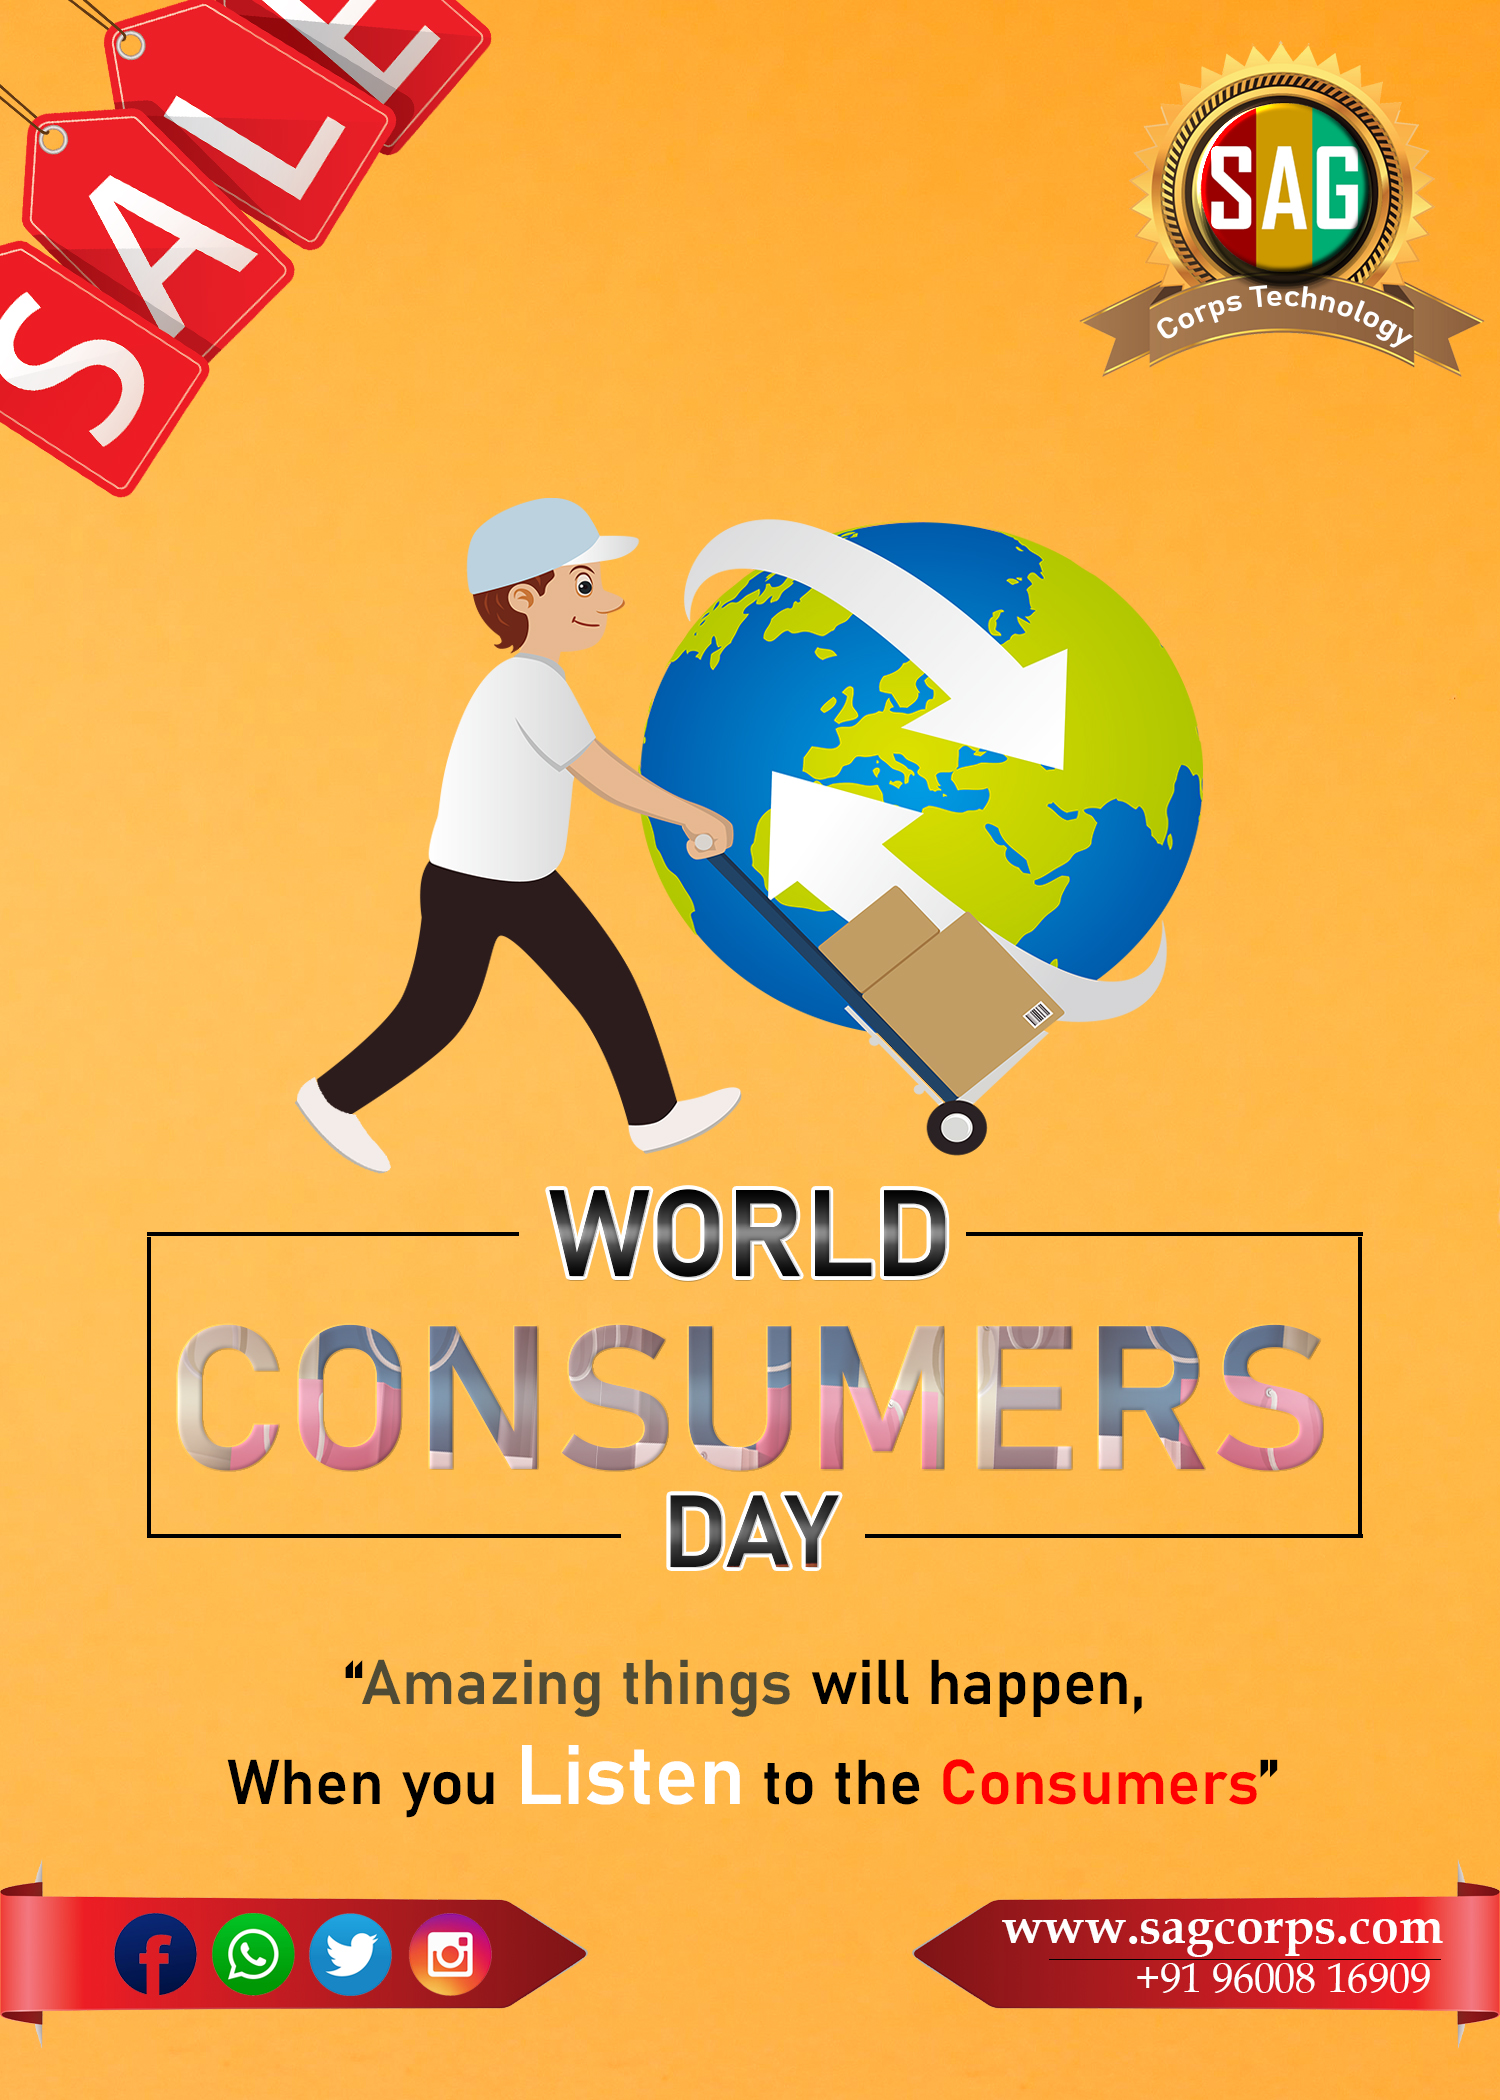 SALE
SAG
Corps Technology
WORLD
CONSUMERS
DAY
“Amazing things will happen,
When you Listen to the Consumers”
www.sagcorps.com
+91 96008 16909